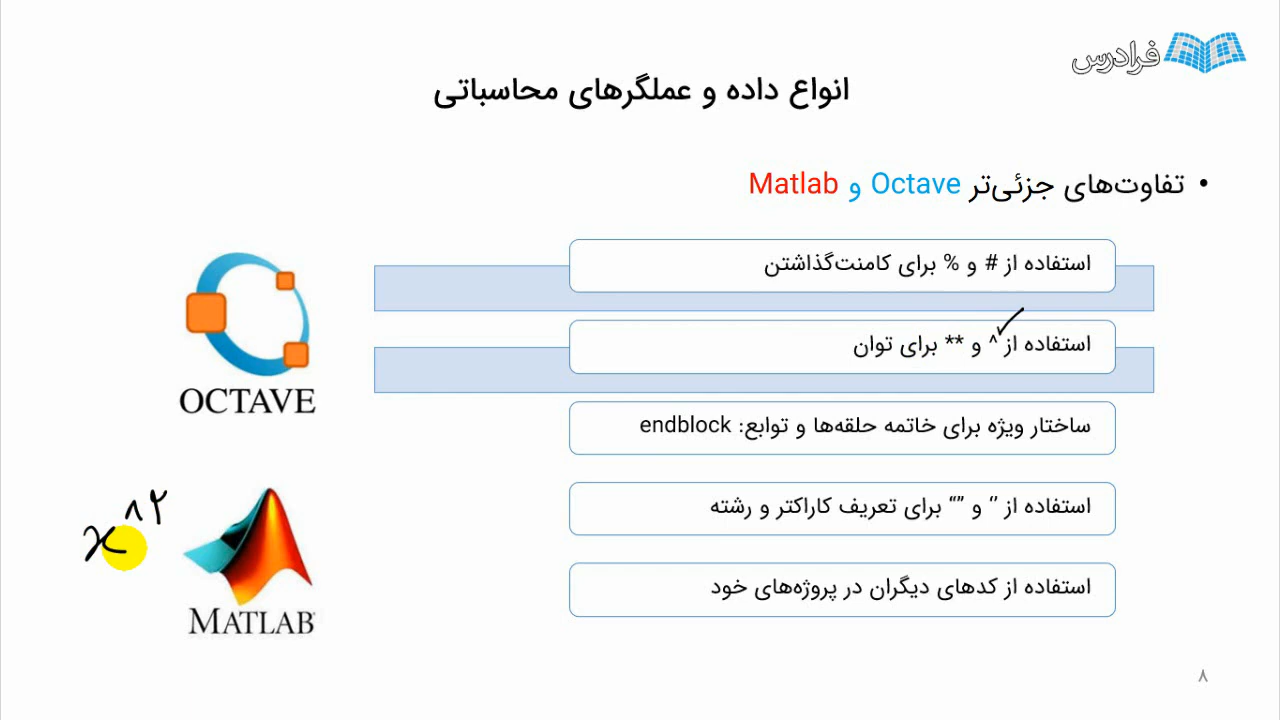 فرادرس
انواع داده و عملگرهای محاسباتی
• تفاوت‌های جزئی‌تر Octave و Matlab
استفاده از # و % برای کامنت‌گذاشتن
استفاده از ^ و ** برای توان
ساختار ویژه برای خاتمه حلقه‌ها و توابع: endblock
استفاده از ‘’ و “” برای تعریف کاراکتر و رشته
استفاده از کدهای دیگران در پروژه‌های خود
OCTAVE
x^۲
MATLAB
۸